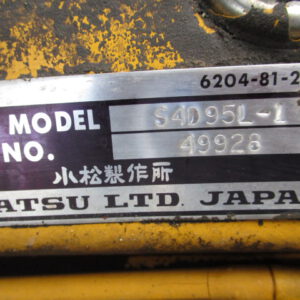 6204-81-2
MODEL S4D95L-1
NO. 49928
小松製作所
ATSU LTD. JAPA